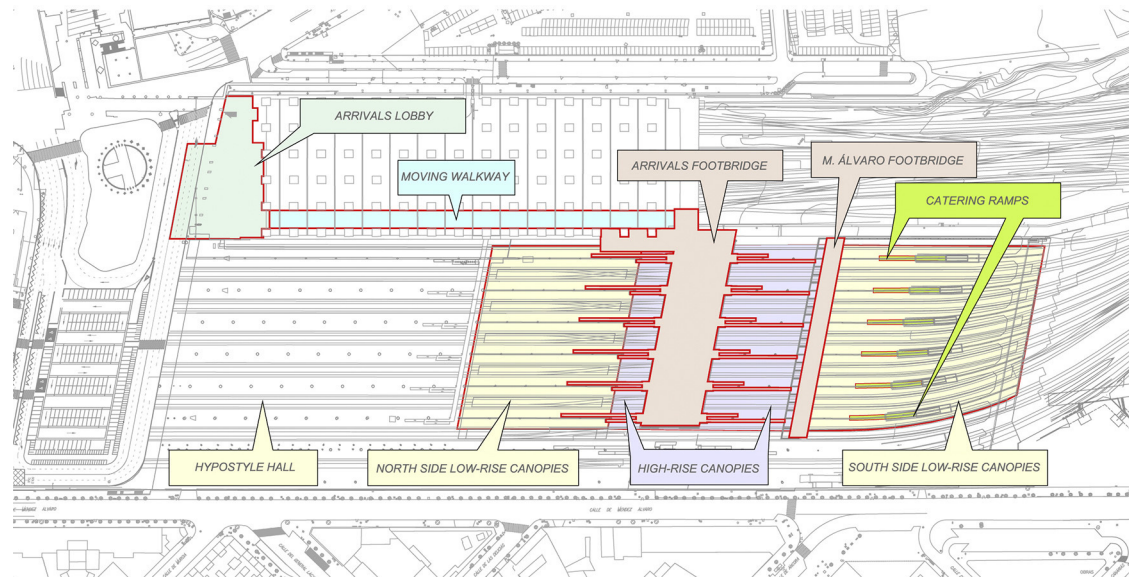 ARRIVALS LOBBY
MOVING WALKWAY
ARRIVALS FOOTBRIDGE
M. ÁLVARO FOOTBRIDGE
CATERING RAMPS
HYPOSTYLE HALL
NORTH SIDE LOW-RISE CANOPIES
HIGH-RISE CANOPIES
SOUTH SIDE LOW-RISE CANOPIES
CALLE DE MÉNDEZ ÁLVARO